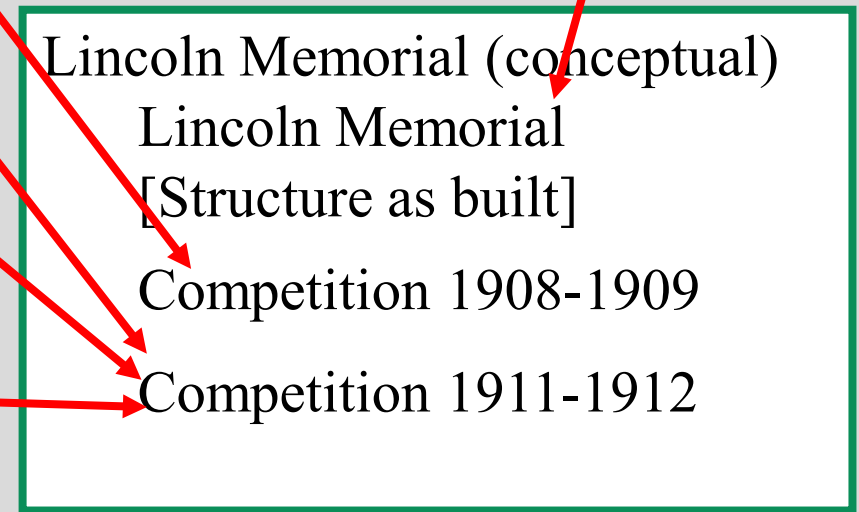 Lincoln Memorial (conceptual)
Lincoln Memorial
[Structure as built]
Competition 1908-1909
Competition 1911-1912